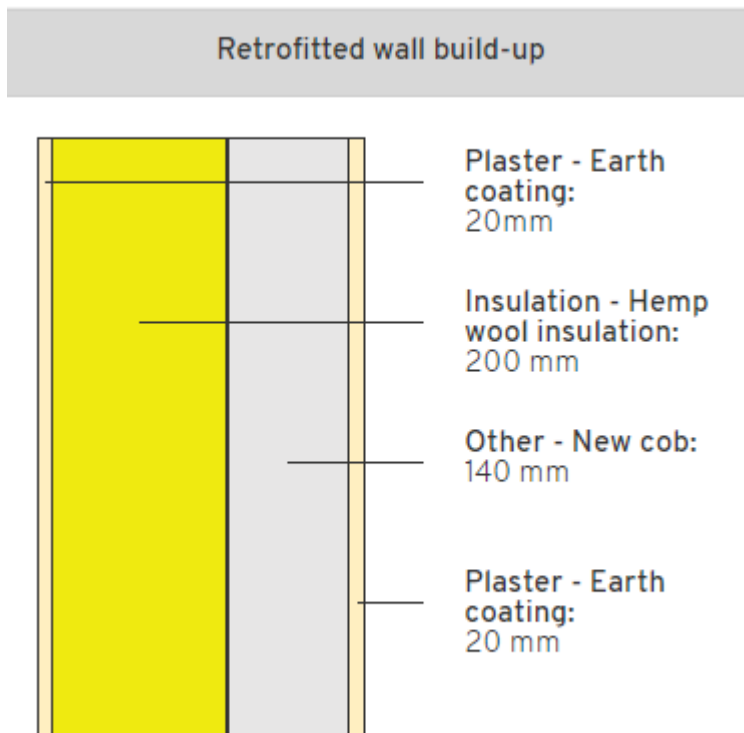 Retrofitted wall build-up
Plaster - Earth
coating:
20mm
Insulation - Hemp
wool insulation:
200 mm
Other - New cob:
140 mm
Plaster - Earth
coating:
20 mm